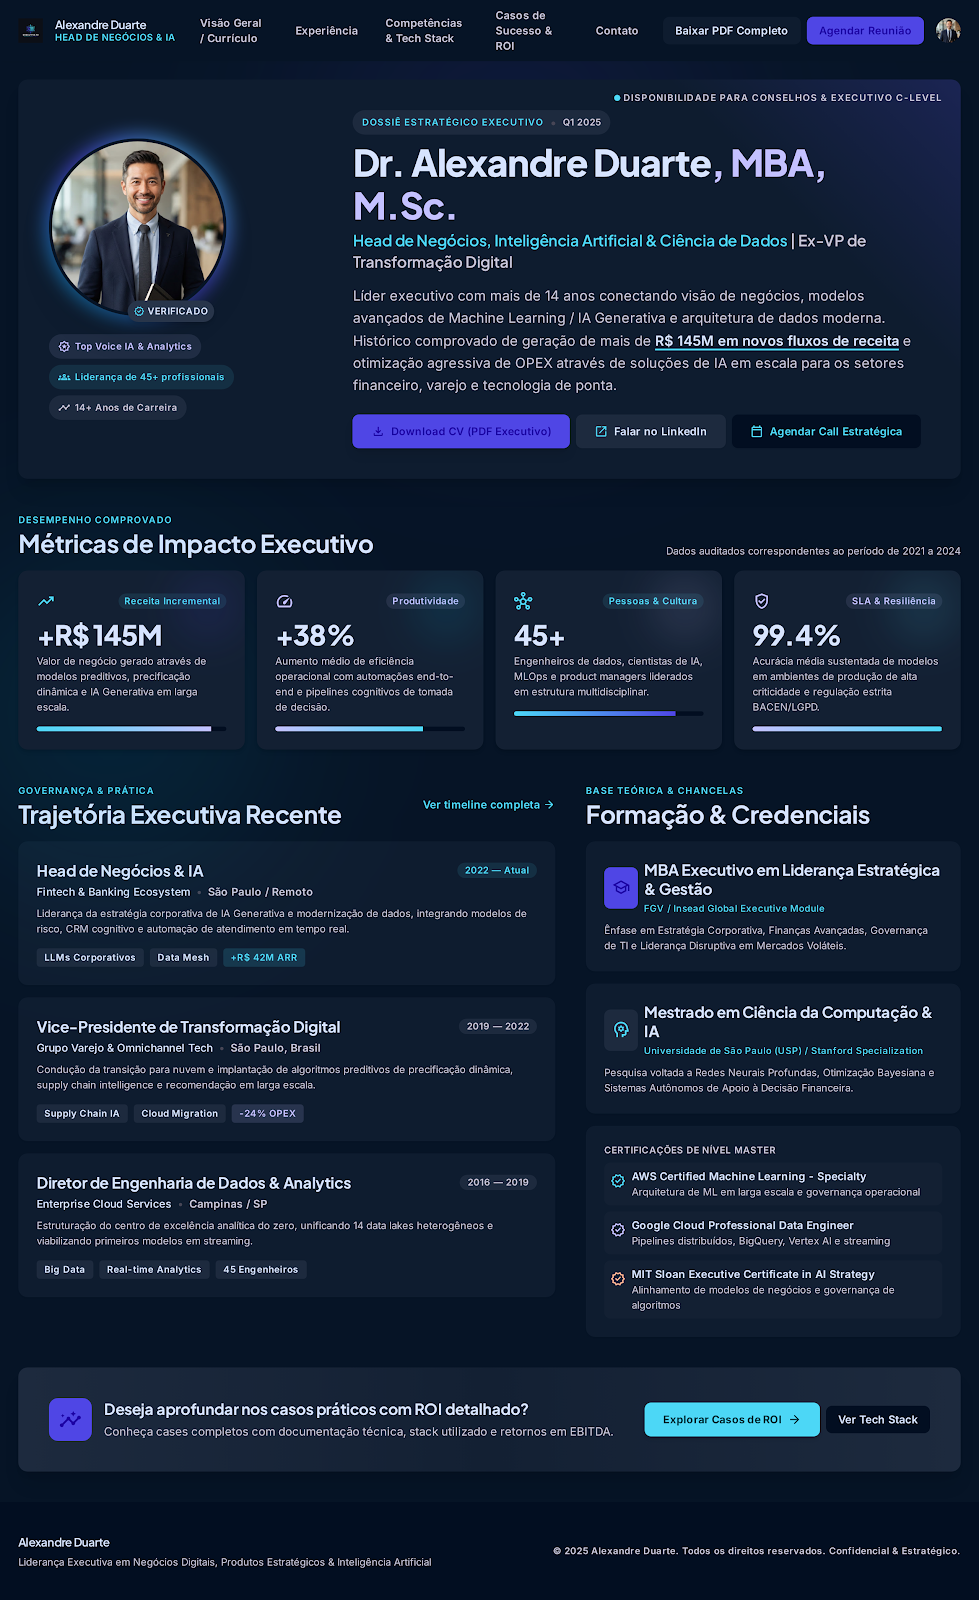 Alexandre Duarte
HEAD DE NEGÓCIOS & IA
Visão Geral
/ Currículo
Experiência
Competências
& Tech Stack
Casos de
Sucesso &
ROI
Contato
Baixar PDF Completo
Agendar Reunião
DISPONIBILIDADE PARA CONSELHOS & EXECUTIVO C-LEVEL
DOSSIÊ ESTRATÉGICO EXECUTIVO • Q1 2025
Dr. Alexandre Duarte, MBA,
M.Sc.
Head de Negócios, Inteligência Artificial & Ciência de Dados | Ex-VP de
Transformação Digital
VERIFICADO
Top Voice IA & Analytics
Liderança de 45+ profissionais
14+ Anos de Carreira
Líder executivo com mais de 14 anos conectando visão de negócios, modelos
avançados de Machine Learning / IA Generativa e arquitetura de dados moderna.
Histórico comprovado de geração de mais de R$ 145M em novos fluxos de receita e
otimização agressiva de OPEX através de soluções de IA em escala para os setores
financeiro, varejo e tecnologia de ponta.
Download CV (PDF Executivo)
Falar no LinkedIn
Agendar Call Estratégica
DESEMPENHO COMPROVADO
Métricas de Impacto Executivo
Dados auditados correspondentes ao período de 2021 a 2024
Receita Incremental
+R$ 145M
Valor de negócio gerado através de
modelos preditivos, precificação
dinâmica e IA Generativa em larga
escala.
Produtividade
+38%
Aumento médio de eficiência
operacional com automações end-to-
end e pipelines cognitivos de tomada
de decisão.
Pessoas & Cultura
45+
Engenheiros de dados, cientistas de IA,
MLOps e product managers liderados
em estrutura multidisciplinar.
SLA & Resiliência
99.4%
Acurácia média sustentada de modelos
em ambientes de produção de alta
criticidade e regulação estrita
BACEN/LGPD.
GOVERNANÇA & PRÁTICA
Trajetória Executiva Recente
Ver timeline completa →
Head de Negócios & IA
2022 — Atual
Fintech & Banking Ecosystem • São Paulo / Remoto
Liderança da estratégia corporativa de IA Generativa e modernização de dados, integrando modelos de
risco, CRM cognitivo e automação de atendimento em tempo real.
LLMs Corporativos
Data Mesh
+R$ 42M ARR
Vice-Presidente de Transformação Digital
2019 — 2022
Grupo Varejo & Omnichannel Tech • São Paulo, Brasil
Condução da transição para nuvem e implantação de algoritmos preditivos de precificação dinâmica,
supply chain intelligence e recomendação em larga escala.
Supply Chain IA
Cloud Migration
-24% OPEX
Diretor de Engenharia de Dados & Analytics
2016 — 2019
Enterprise Cloud Services • Campinas / SP
Estruturação do centro de excelência analítica do zero, unificando 14 data lakes heterogêneos e
viabilizando primeiros modelos em streaming.
Big Data
Real-time Analytics
45 Engenheiros
BASE TEÓRICA & CHANCELAS
Formação & Credenciais
MBA Executivo em Liderança Estratégica
& Gestão
FGV / Insead Global Executive Module
Ênfase em Estratégia Corporativa, Finanças Avançadas, Governança
de TI e Liderança Disruptiva em Mercados Voláteis.
Mestrado em Ciência da Computação &
IA
Universidade de São Paulo (USP) / Stanford Specialization
Pesquisa voltada a Redes Neurais Profundas, Otimização Bayesiana e
Sistemas Autônomos de Apoio à Decisão Financeira.
CERTIFICAÇÕES DE NÍVEL MASTER
AWS Certified Machine Learning - Specialty
Arquitetura de ML em larga escala e governança operacional
Google Cloud Professional Data Engineer
Pipelines distribuídos, BigQuery, Vertex AI e streaming
MIT Sloan Executive Certificate in AI Strategy
Alinhamento de modelos de negócios e governança de
algoritmos
Deseja aprofundar nos casos práticos com ROI detalhado?
Conheça cases completos com documentação técnica, stack utilizado e retornos em EBITDA.
Explorar Casos de ROI →
Ver Tech Stack
Alexandre Duarte
Liderança Executiva em Negócios Digitais, Produtos Estratégicos & Inteligência Artificial
© 2025 Alexandre Duarte. Todos os direitos reservados. Confidencial & Estratégico.